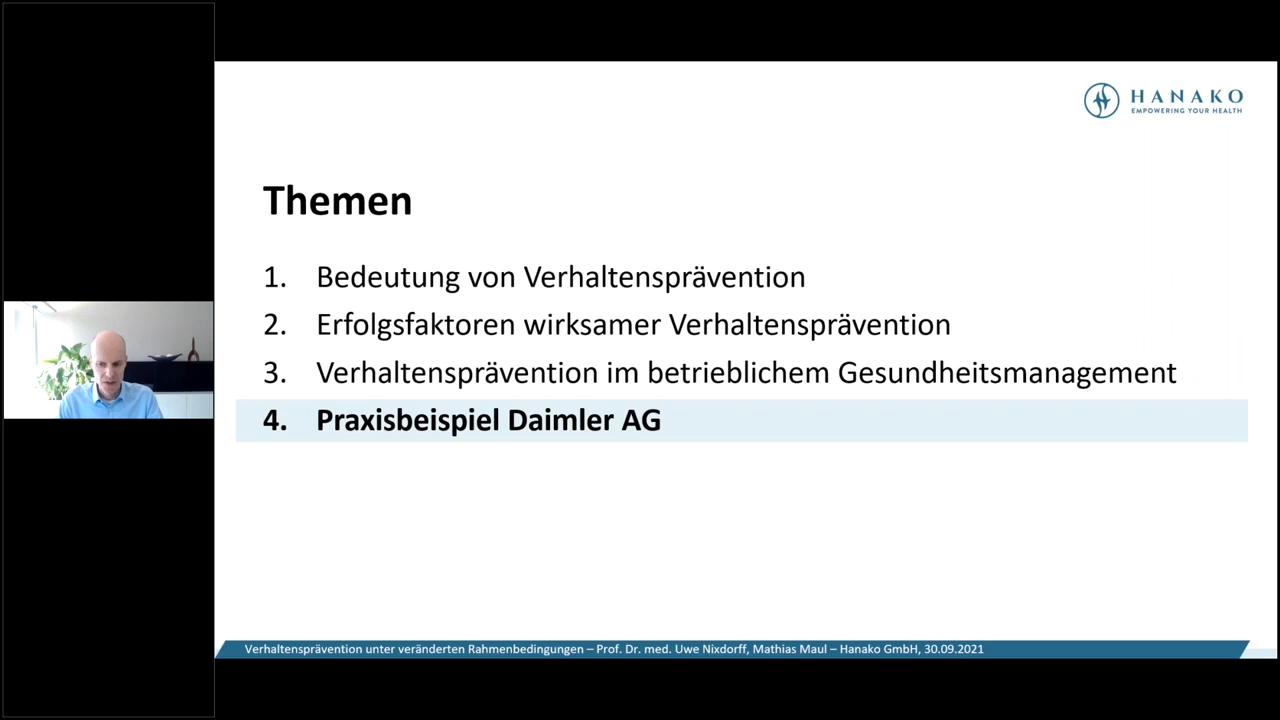 HANAKO
EMPOWERING YOUR HEALTH
Themen
1. Bedeutung von Verhaltensprävention
2. Erfolgsfaktoren wirksamer Verhaltensprävention
3. Verhaltensprävention im betrieblichem Gesundheitsmanagement
4. Praxisbeispiel Daimler AG
Verhaltensprävention unter veränderten Rahmenbedingungen – Prof. Dr. med. Uwe Nixdorff, Mathias Maul – Hanako GmbH, 30.09.2021